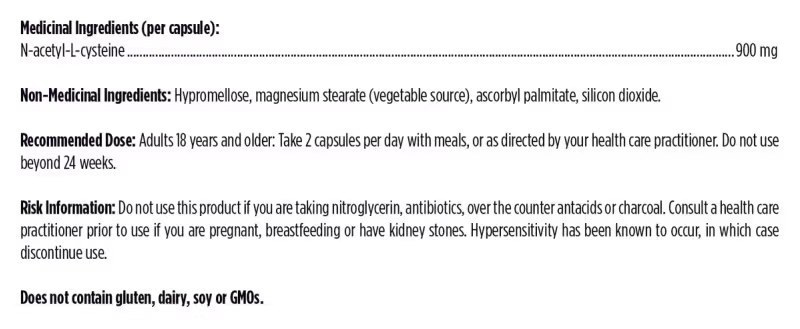 Medicinal Ingredients (per capsule):
N-acetyl-L-cysteine ........................................................................................................................ 900 mg
Non-Medicinal Ingredients: Hypromellose, magnesium stearate (vegetable source), ascorbyl palmitate, silicon dioxide.
Recommended Dose: Adults 18 years and older: Take 2 capsules per day with meals, or as directed by your health care practitioner. Do not use
beyond 24 weeks.
Risk Information: Do not use this product if you are taking nitroglycerin, antibiotics, over the counter antacids or charcoal. Consult a health care
practitioner prior to use if you are pregnant, breastfeeding or have kidney stones. Hypersensitivity has been known to occur, in which case
discontinue use.
Does not contain gluten, dairy, soy or GMOs.